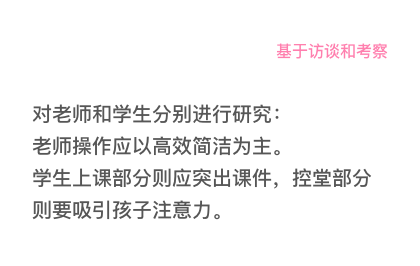 基于访谈和考察
对老师和学生分别进行研究：
老师操作应以高效简洁为主。
学生上课部分则应突出课件，控堂部分
则要吸引孩子注意力。